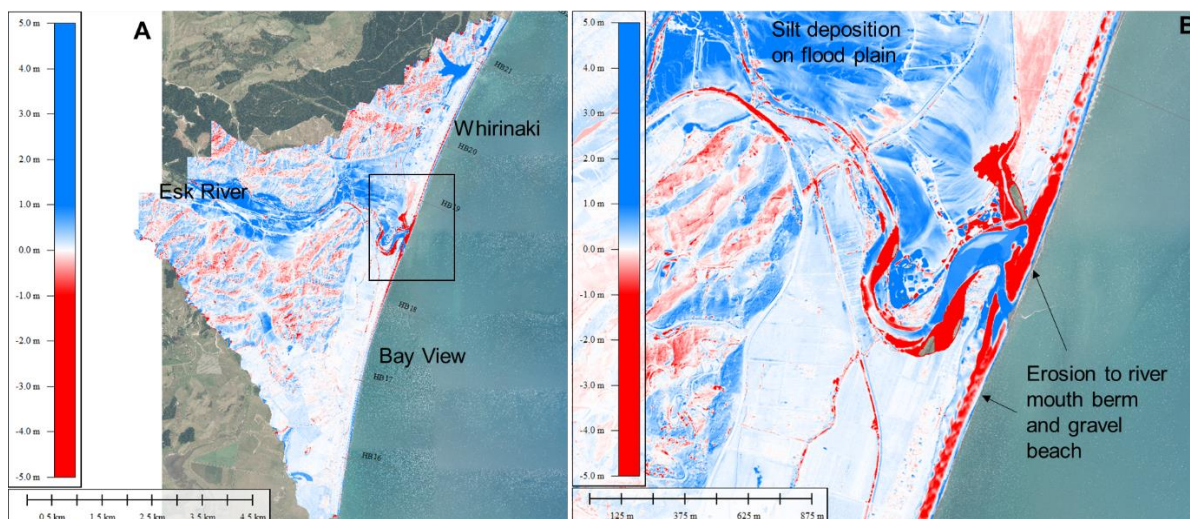 A
5.0 m
4.0 m
3.0 m
2.0 m
1.0 m
0.0 m
-1.0 m
-2.0 m
-3.0 m
-4.0 m
-5.0 m
HB21
Whirinaki
HB20
Esk River
HB19
HB18
Bay View
HB17
HB16
0.5 km 1.5 km 2.5 km 3.5 km 4.5 km
B
5.0 m
4.0 m
3.0 m
2.0 m
1.0 m
0.0 m
-1.0 m
-2.0 m
-3.0 m
-4.0 m
-5.0 m
Silt deposition
on flood plain
Erosion to river
mouth berm
and gravel
beach
125 m 375 m 625 m 875 m